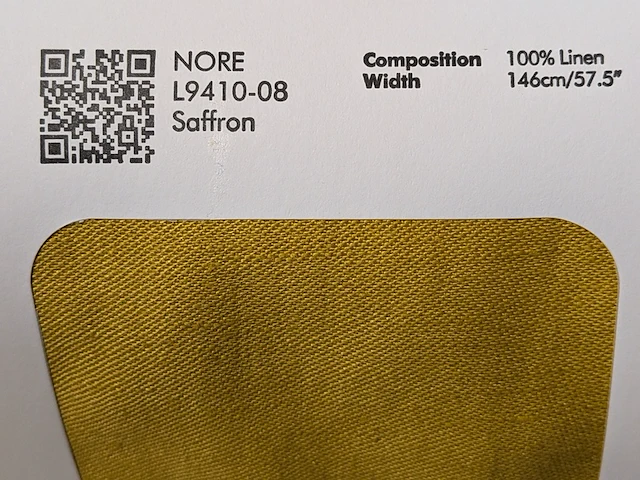 NORE
L9410-08
Saffron
Composition 100% Linen
Width 146cm/57.5"